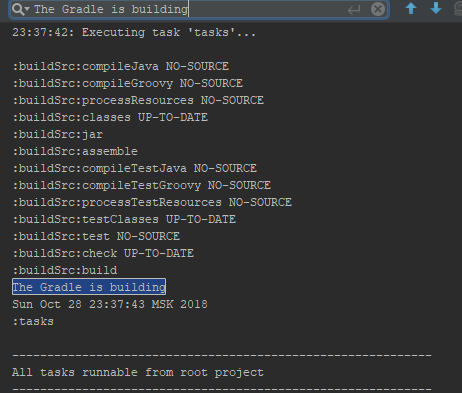 The Gradle is building
23:37:42: Executing task 'tasks'...
:buildSrc:compileJava NO-SOURCE
:buildSrc:compileGroovy NO-SOURCE
:buildSrc:processResources NO-SOURCE
:buildSrc:classes UP-TO-DATE
:buildSrc:jar
:buildSrc:assemble
:buildSrc:compileTestJava NO-SOURCE
:buildSrc:compileTestGroovy NO-SOURCE
:buildSrc:processTestResources NO-SOURCE
:buildSrc:testClasses UP-TO-DATE
:buildSrc:test NO-SOURCE
:buildSrc:check UP-TO-DATE
:buildSrc:build
The Gradle is building
Sun Oct 28 23:37:43 MSK 2018
:tasks
------------------------------------------------------------
All tasks runnable from root project
------------------------------------------------------------